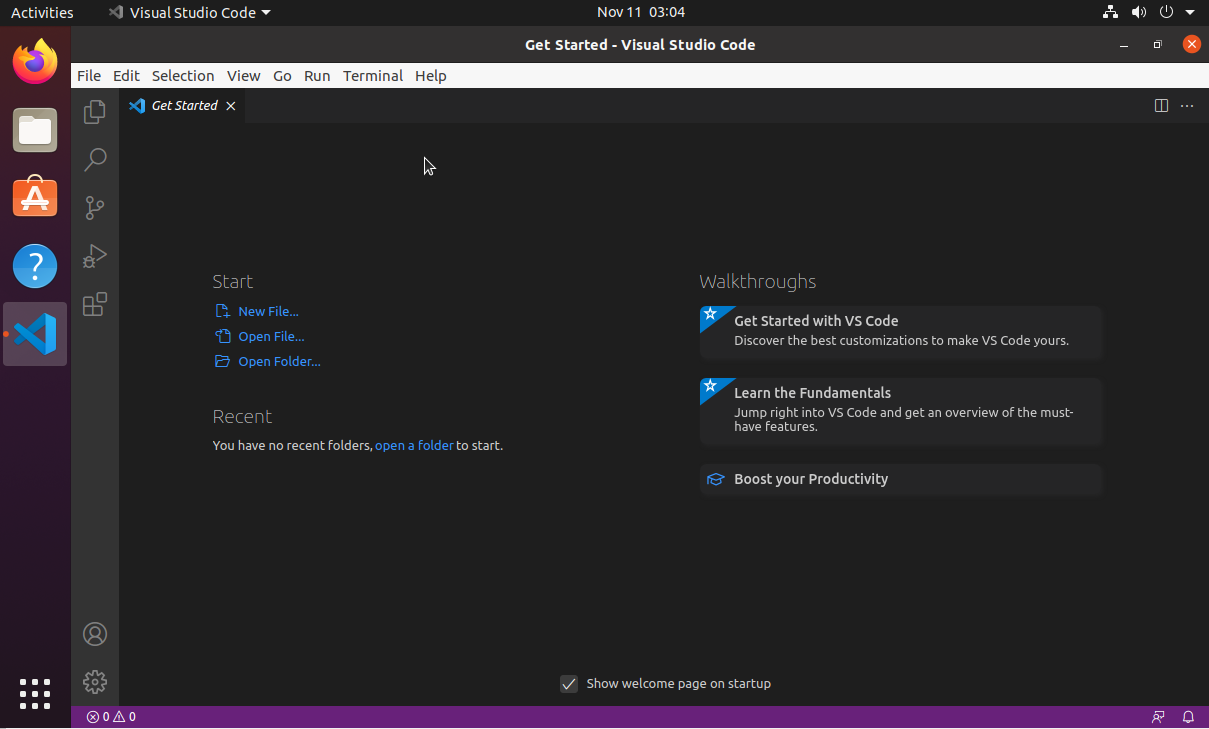 Activities
Visual Studio Code
Nov 11 03:04
Get Started - Visual Studio Code
File Edit Selection View Go Run Terminal Help
Get Started
Start
New File...
Open File...
Open Folder...
Recent
You have no recent folders, open a folder to start.
Walkthroughs
Get Started with VS Code
Discover the best customizations to make VS Code yours.
Learn the Fundamentals
Jump right into VS Code and get an overview of the must-
have features.
Boost your Productivity
Show welcome page on startup
0 0